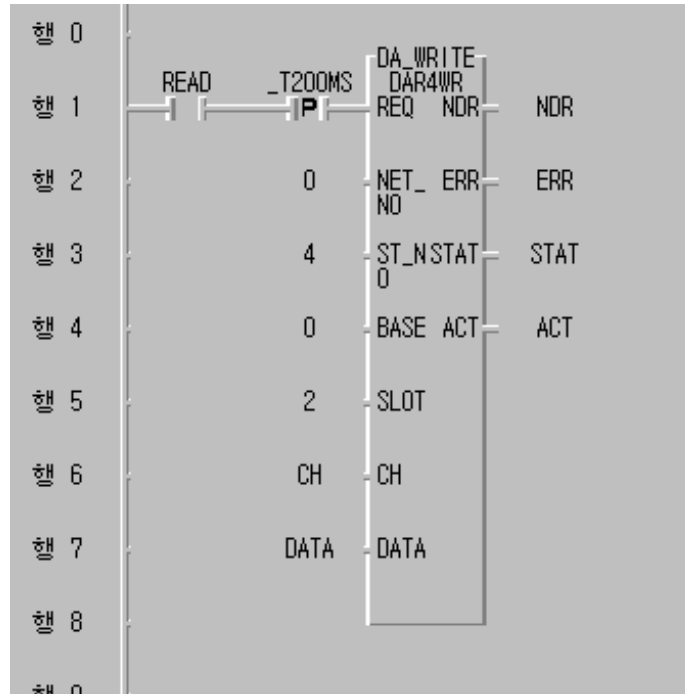 행 0
DA_WRITE
READ _T200MS DAR4WR
행 1 P REQ NDR NDR
행 2 0 NET_ ERR ERR
NO
행 3 4 ST_N STAT STAT
O
행 4 0 BASE ACT ACT
행 5 2 SLOT
행 6 CH CH
행 7 DATA DATA
행 8